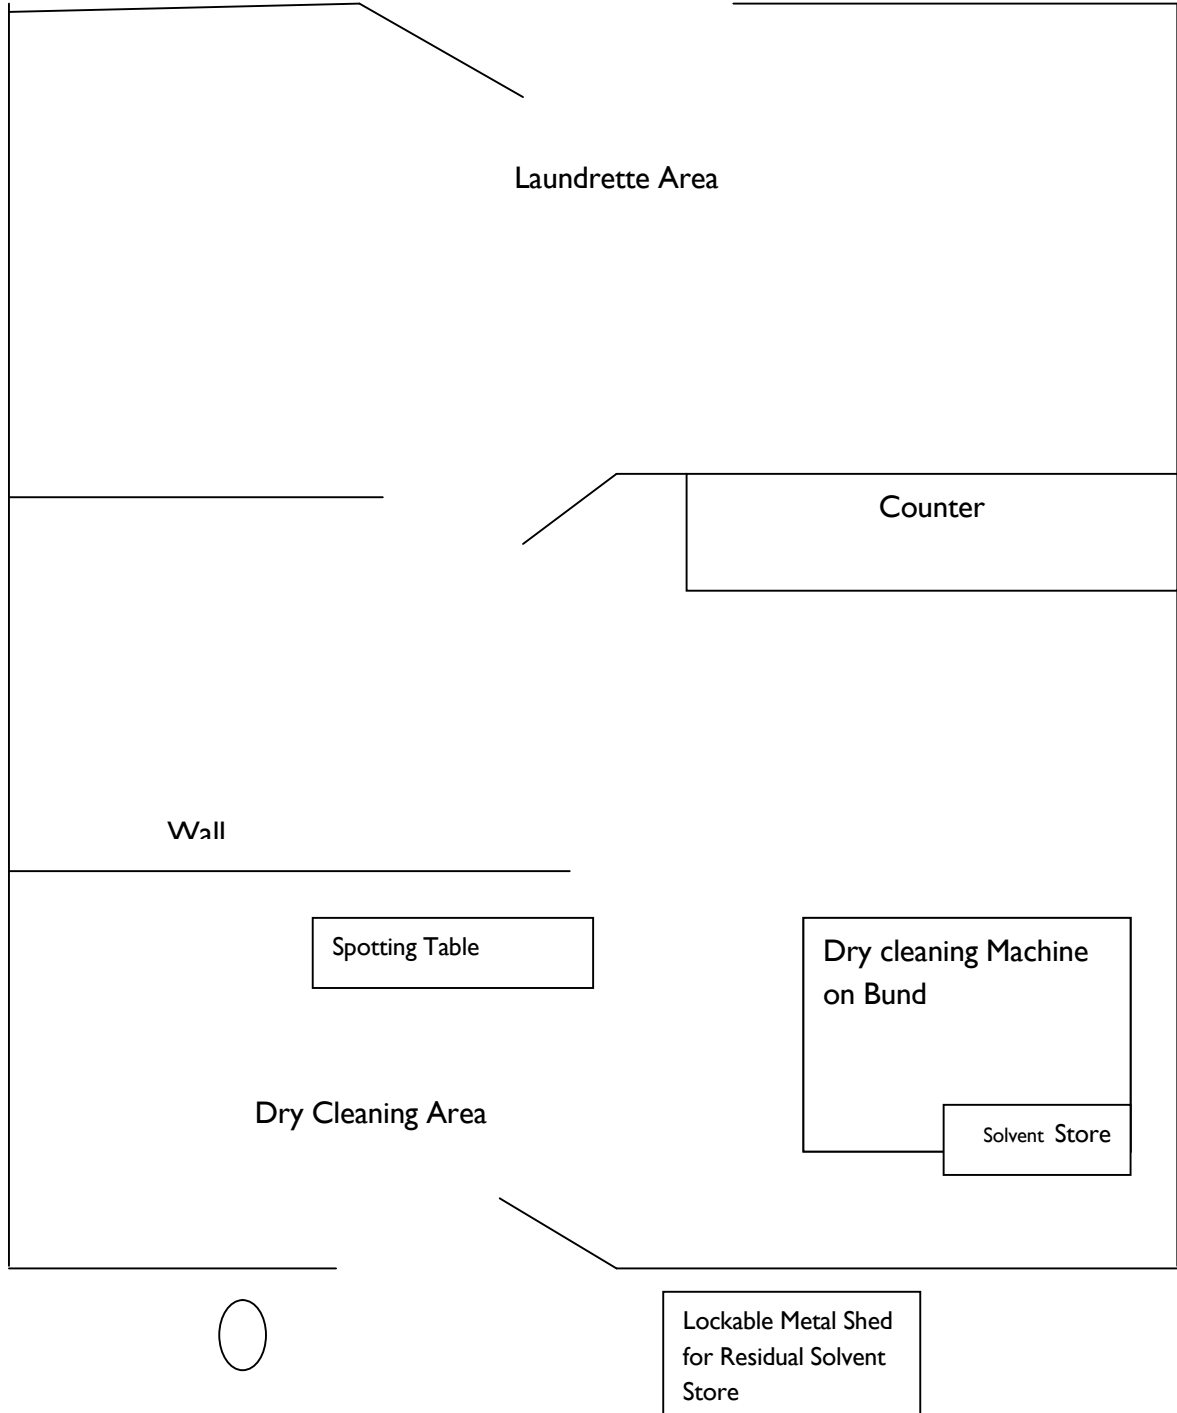 Laundrette Area
Counter
Wall
Spotting Table
Dry cleaning Machine
on Bund
Dry Cleaning Area
Solvent Store
Lockable Metal Shed
for Residual Solvent
Store